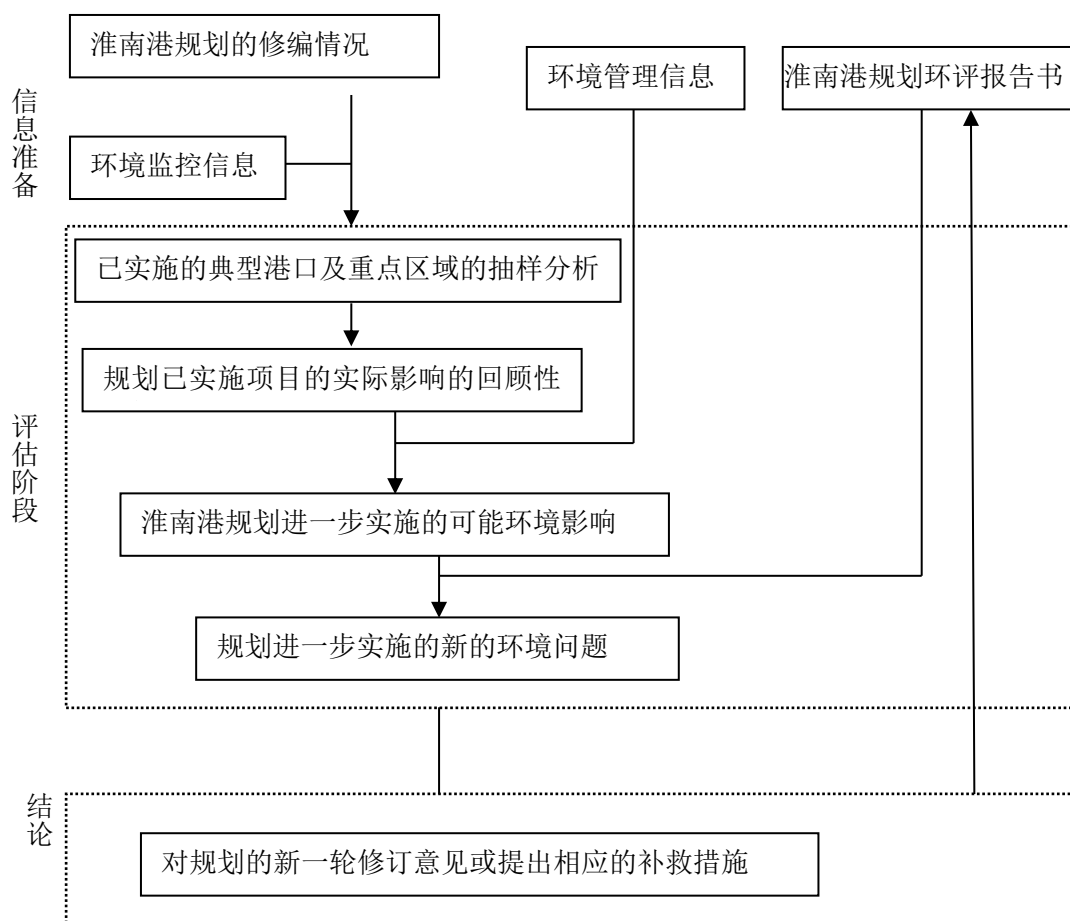 淮南港规划的修编情况
环境管理信息
淮南港规划环评报告书
信息准备
环境监控信息
已实施的典型港口及重点区域的抽样分析
规划已实施项目的实际影响的回顾性
评估阶段
淮南港规划进一步实施的可能环境影响
规划进一步实施的新的环境问题
结论
对规划的新一轮修订意见或提出相应的补救措施